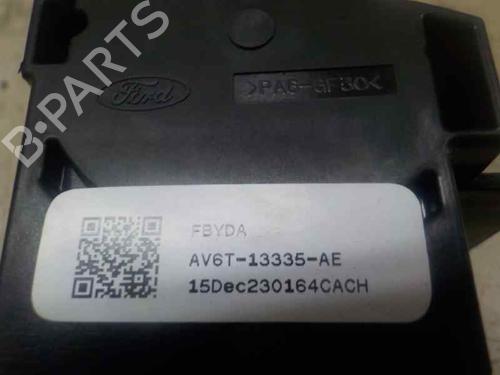 B-PARTS
Ford
>PA6-GF30<
FBYDA
AV6T-13335-AE
15Dec230164CACH